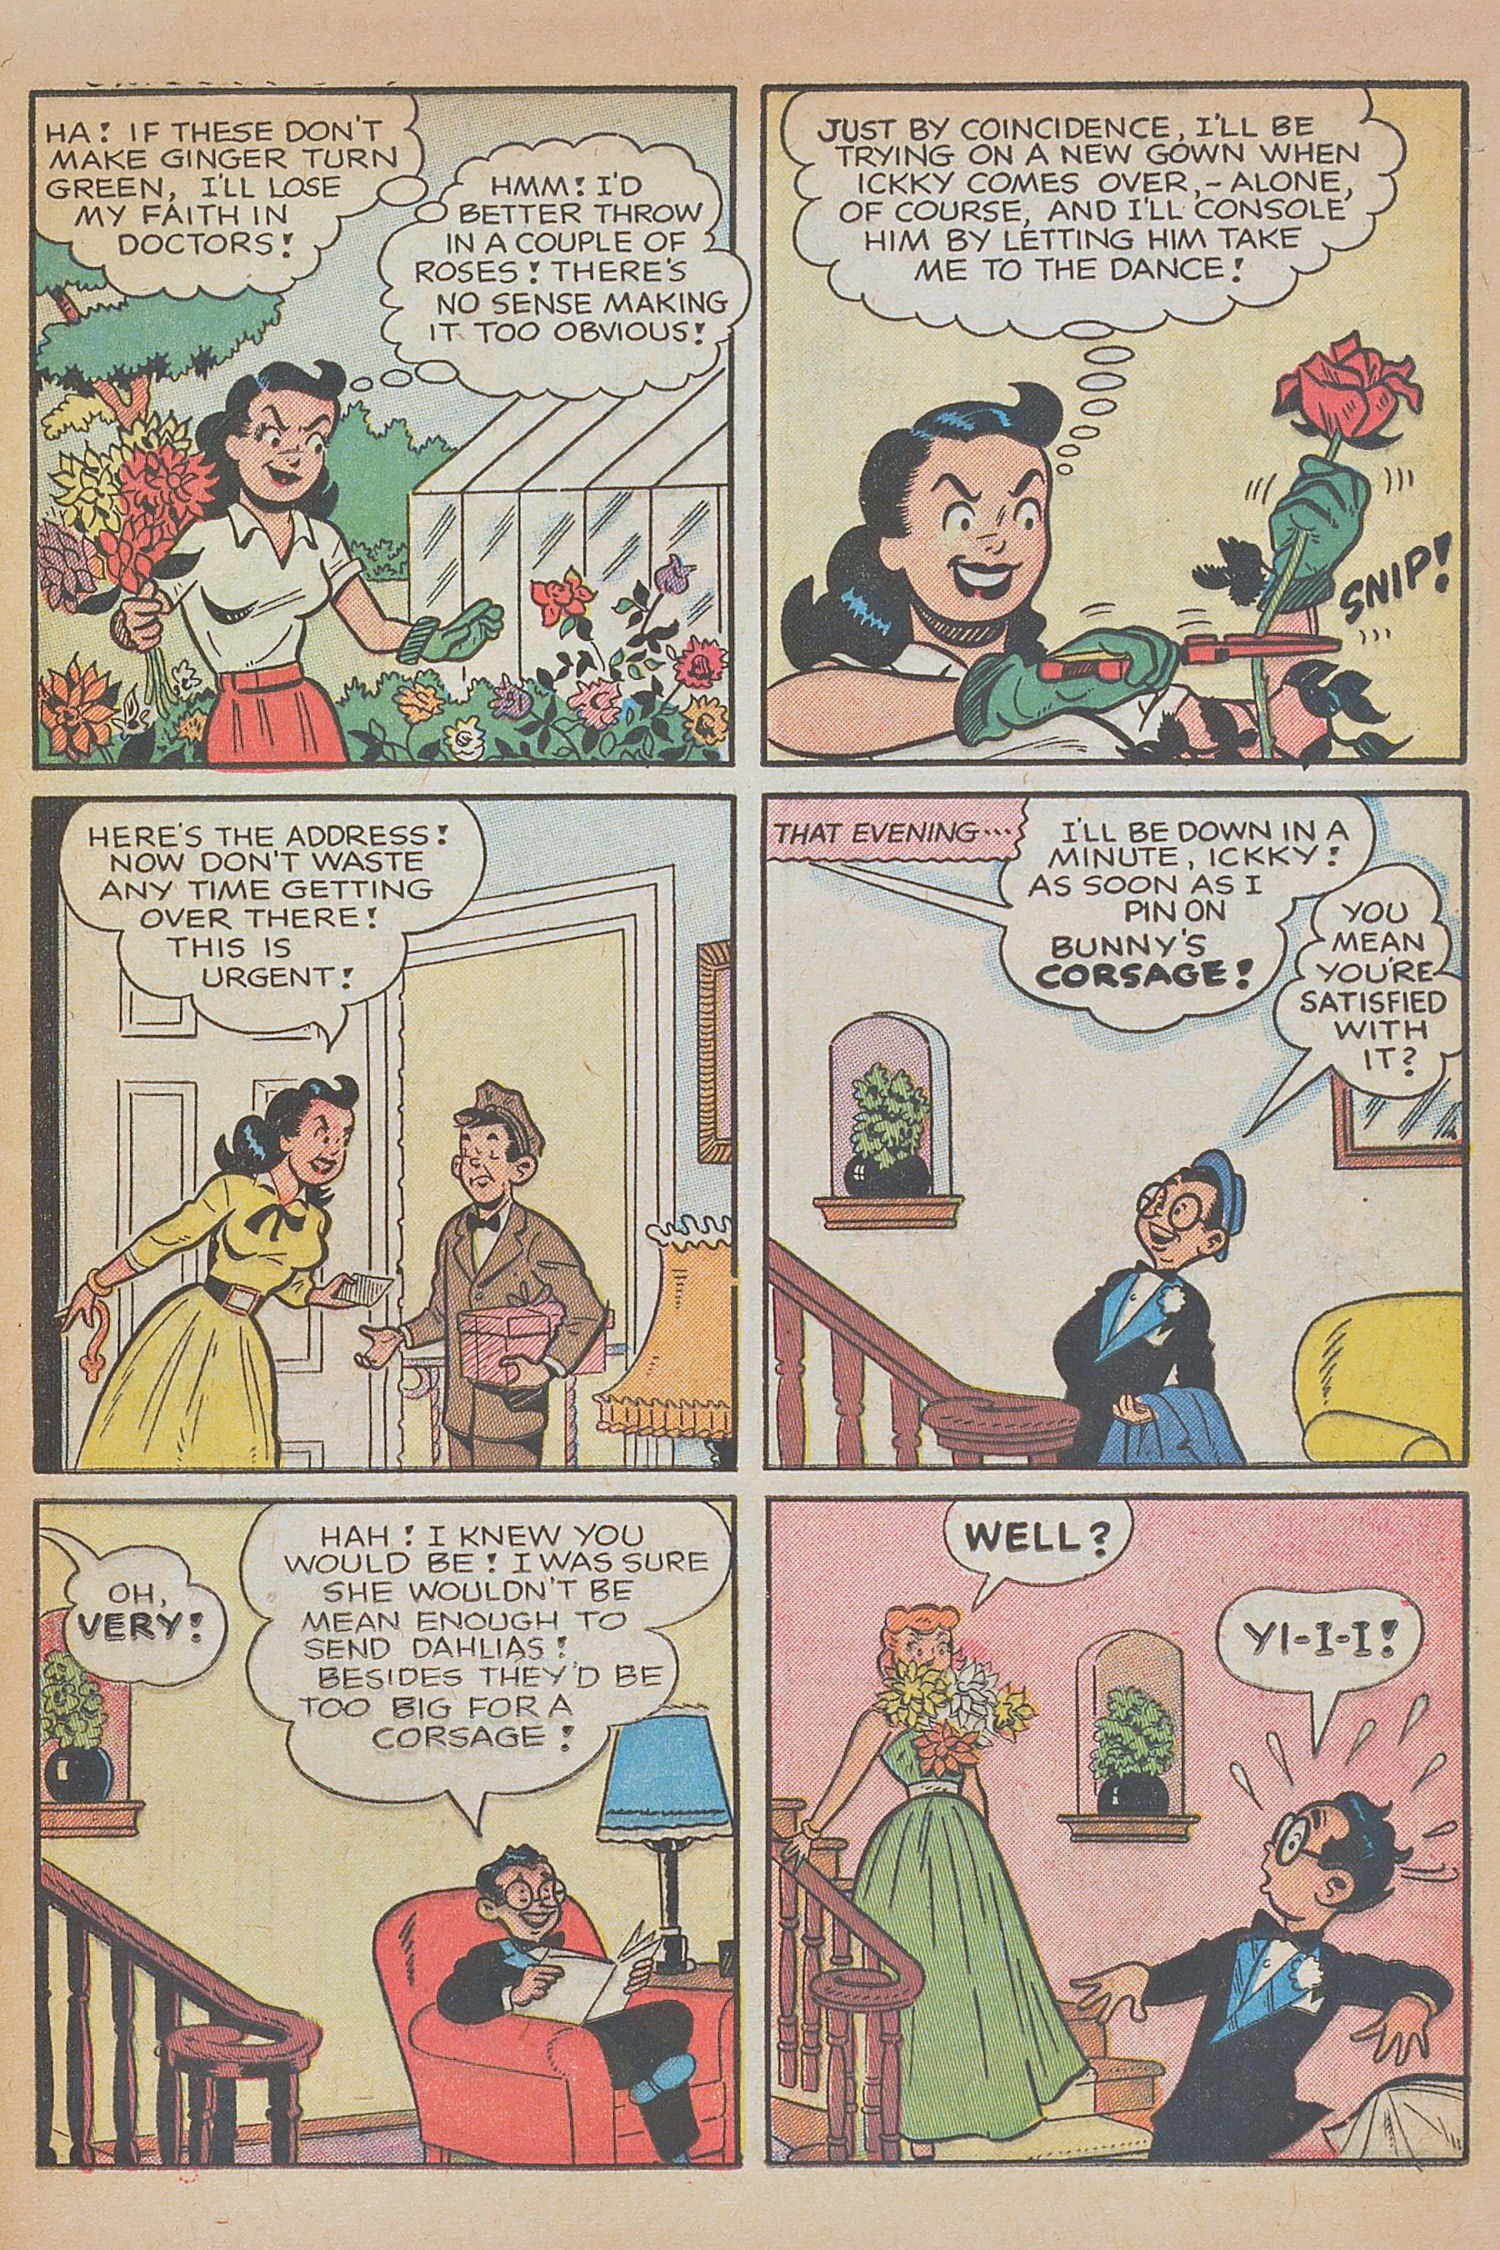 HA! IF THESE DON'T
MAKE GINGER TURN
GREEN, I'LL LOSE
MY FAITH IN
DOCTORS!
HMM! I'D
BETTER THROW
IN A COUPLE OF
ROSES! THERE'S
NO SENSE MAKING
IT TOO OBVIOUS!
JUST BY COINCIDENCE, I'LL BE
TRYING ON A NEW GOWN WHEN
ICKKY COMES OVER,-ALONE,
OF COURSE, AND I'LL CONSOLE
HIM BY LETTING HIM TAKE
ME TO THE DANCE!
SNIP!
HERE'S THE ADDRESS!
NOW DON'T WASTE
ANY TIME GETTING
OVER THERE!
THIS IS
URGENT!
THAT EVENING...
I'LL BE DOWN IN A
MINUTE, ICKKY!
AS SOON AS I
PIN ON
BUNNY'S
CORSAGE!
YOU
MEAN
YOU'RE
SATISFIED
WITH
IT?
OH,
VERY!
HAH! I KNEW YOU
WOULD BE! I WAS SURE
SHE WOULDN'T BE
MEAN ENOUGH TO
SEND DAHLIAS!
BESIDES THEY'D BE
TOO BIG FOR A
CORSAGE!
WELL?
YI-I-I!